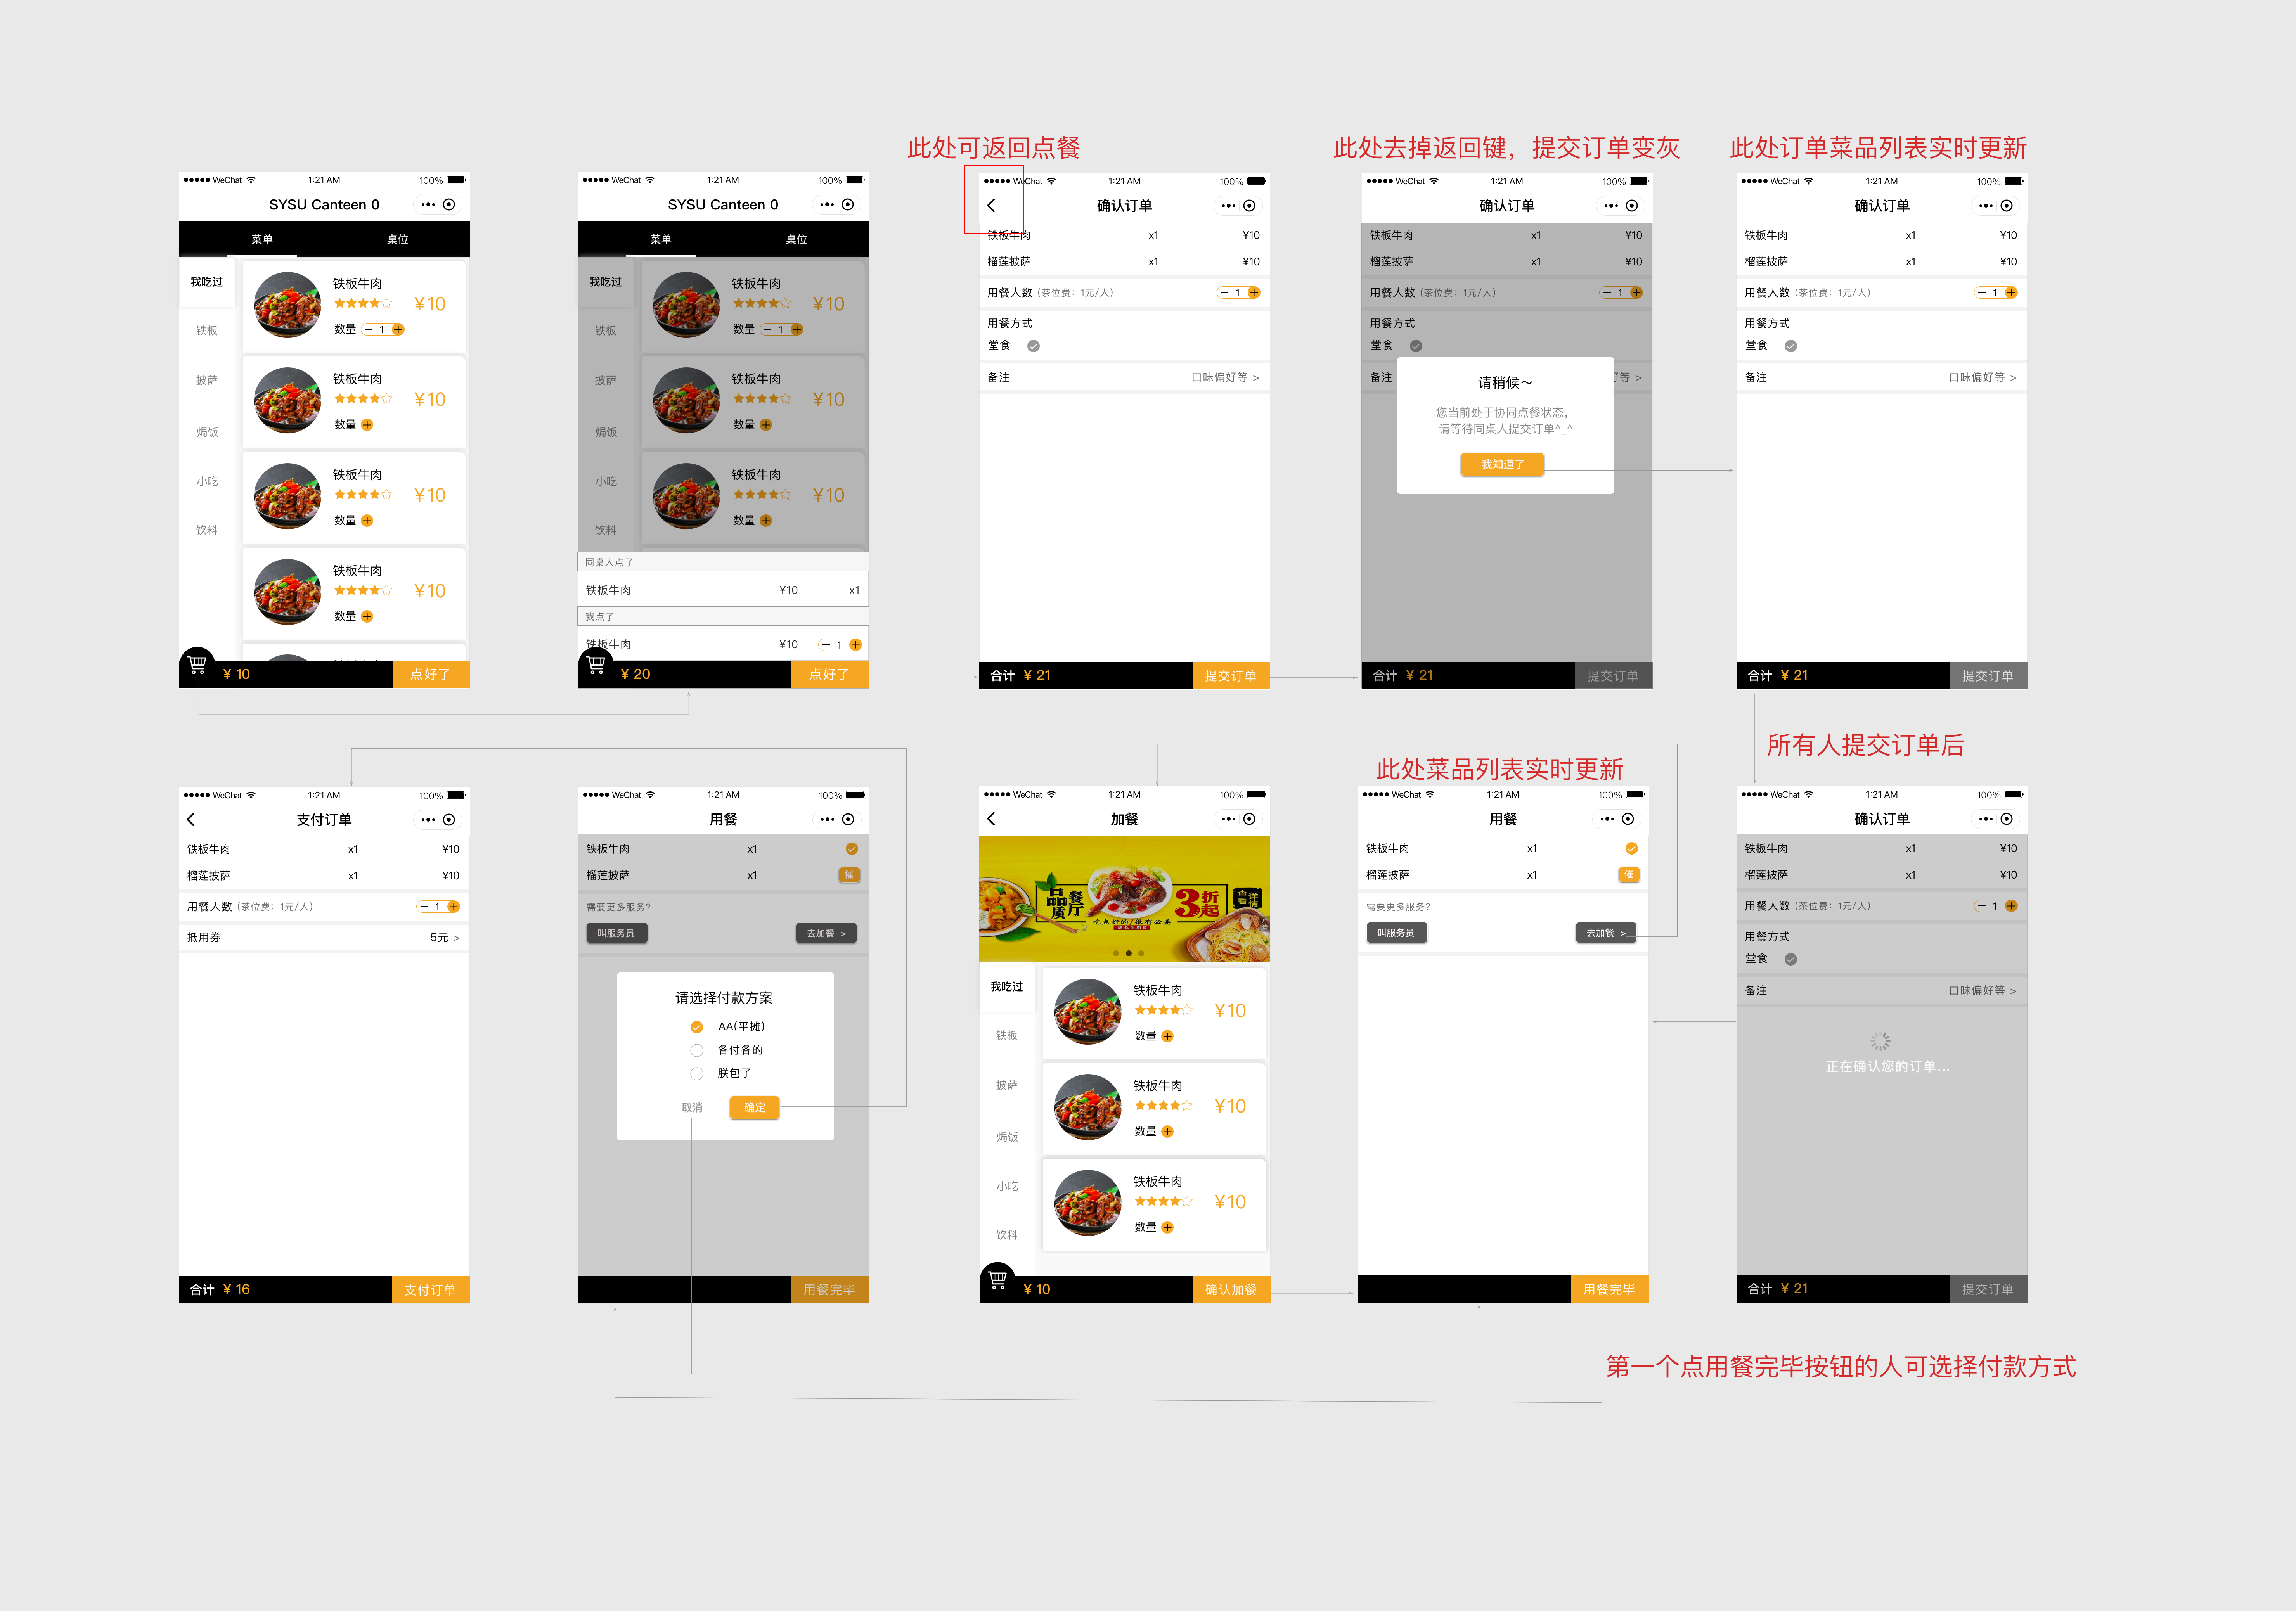 此处可返回点餐
此处去掉返回键，提交订单变灰
此处订单菜品列表实时更新
WeChat 1:21 AM 100%
SYSU Canteen 0
菜单 桌位
我吃过
铁板
披萨
焗饭
小吃
饮料
铁板牛肉
¥10
数量 1
铁板牛肉
¥10
数量
铁板牛肉
¥10
数量
铁板牛肉
¥10
数量
¥ 10 点好了
WeChat 1:21 AM 100%
SYSU Canteen 0
菜单 桌位
我吃过
铁板
披萨
焗饭
小吃
饮料
铁板牛肉
¥10
数量 1
铁板牛肉
¥10
数量
铁板牛肉
¥10
数量
同桌人点了
铁板牛肉 ¥10 x1
我点了
铁板牛肉 ¥10 1
¥ 20 点好了
WeChat 1:21 AM 100%
确认订单
铁板牛肉 x1 ¥10
榴莲披萨 x1 ¥10
用餐人数（茶位费：1元/人） 1
用餐方式
堂食
备注 口味偏好等 >
合计 ¥ 21 提交订单
WeChat 1:21 AM 100%
确认订单
铁板牛肉 x1 ¥10
榴莲披萨 x1 ¥10
用餐人数（茶位费：1元/人） 1
用餐方式
堂食
备注 好等 >
请稍候～
您当前处于协同点餐状态，
请等待同桌人提交订单^_^
我知道了
合计 ¥ 21 提交订单
WeChat 1:21 AM 100%
确认订单
铁板牛肉 x1 ¥10
榴莲披萨 x1 ¥10
用餐人数（茶位费：1元/人） 1
用餐方式
堂食
备注 口味偏好等 >
合计 ¥ 21 提交订单
所有人提交订单后
此处菜品列表实时更新
WeChat 1:21 AM 100%
支付订单
铁板牛肉 x1 ¥10
榴莲披萨 x1 ¥10
用餐人数（茶位费：1元/人） 1
抵用券 5元 >
合计 ¥ 16 支付订单
WeChat 1:21 AM 100%
用餐
铁板牛肉 x1
榴莲披萨 x1 催
需要更多服务?
叫服务员 去加餐 >
请选择付款方案
AA(平摊)
各付各的
朕包了
取消 确定
用餐完毕
WeChat 1:21 AM 100%
加餐
品质餐厅
3折起
查看详情
吃点好的/很有必要
我吃过
铁板
披萨
焗饭
小吃
饮料
铁板牛肉
¥10
数量
铁板牛肉
¥10
数量
铁板牛肉
¥10
数量
¥ 10 确认加餐
WeChat 1:21 AM 100%
用餐
铁板牛肉 x1
榴莲披萨 x1 催
需要更多服务?
叫服务员 去加餐 >
用餐完毕
WeChat 1:21 AM 100%
确认订单
铁板牛肉 x1 ¥10
榴莲披萨 x1 ¥10
用餐人数（茶位费：1元/人） 1
用餐方式
堂食
备注 口味偏好等 >
正在确认您的订单...
合计 ¥ 21 提交订单
第一个点用餐完毕按钮的人可选择付款方式